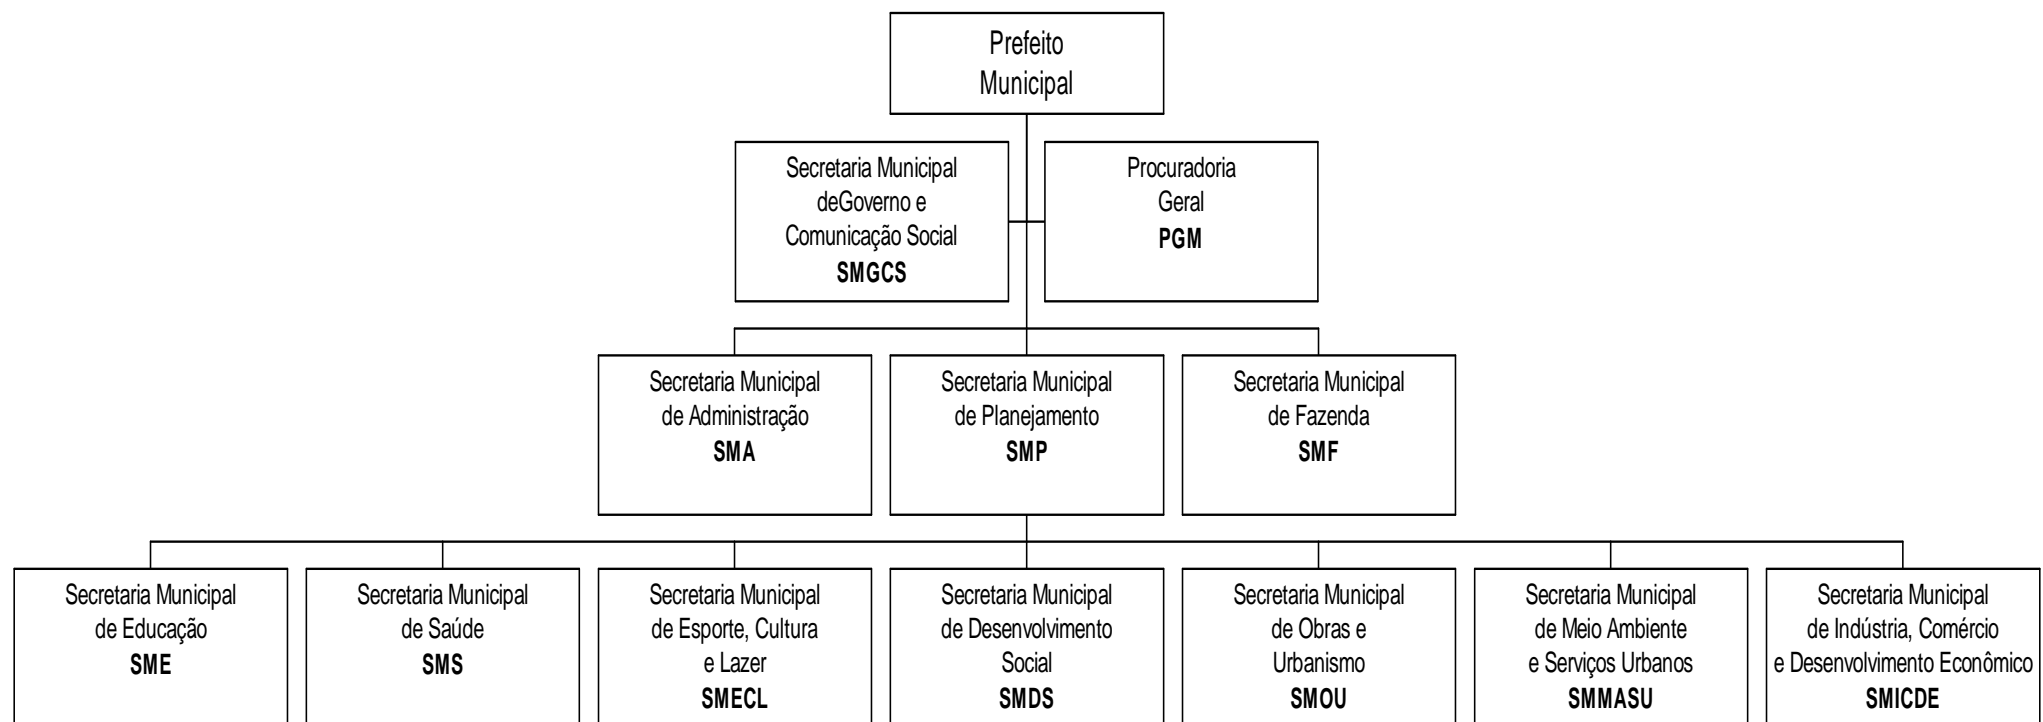 Prefeito
Municipal
Secretaria Municipal
deGoverno e
Comunicação Social
SMGCS
Procuradoria
Geral
PGM
Secretaria Municipal
de Administração
SMA
Secretaria Municipal
de Planejamento
SMP
Secretaria Municipal
de Fazenda
SMF
Secretaria Municipal
de Educação
SME
Secretaria Municipal
de Saúde
SMS
Secretaria Municipal
de Esporte, Cultura
e Lazer
SMECL
Secretaria Municipal
de Desenvolvimento
Social
SMDS
Secretaria Municipal
de Obras e
Urbanismo
SMOU
Secretaria Municipal
de Meio Ambiente
e Serviços Urbanos
SMMASU
Secretaria Municipal
de Indústria, Comércio
e Desenvolvimento Econômico
SMICDE